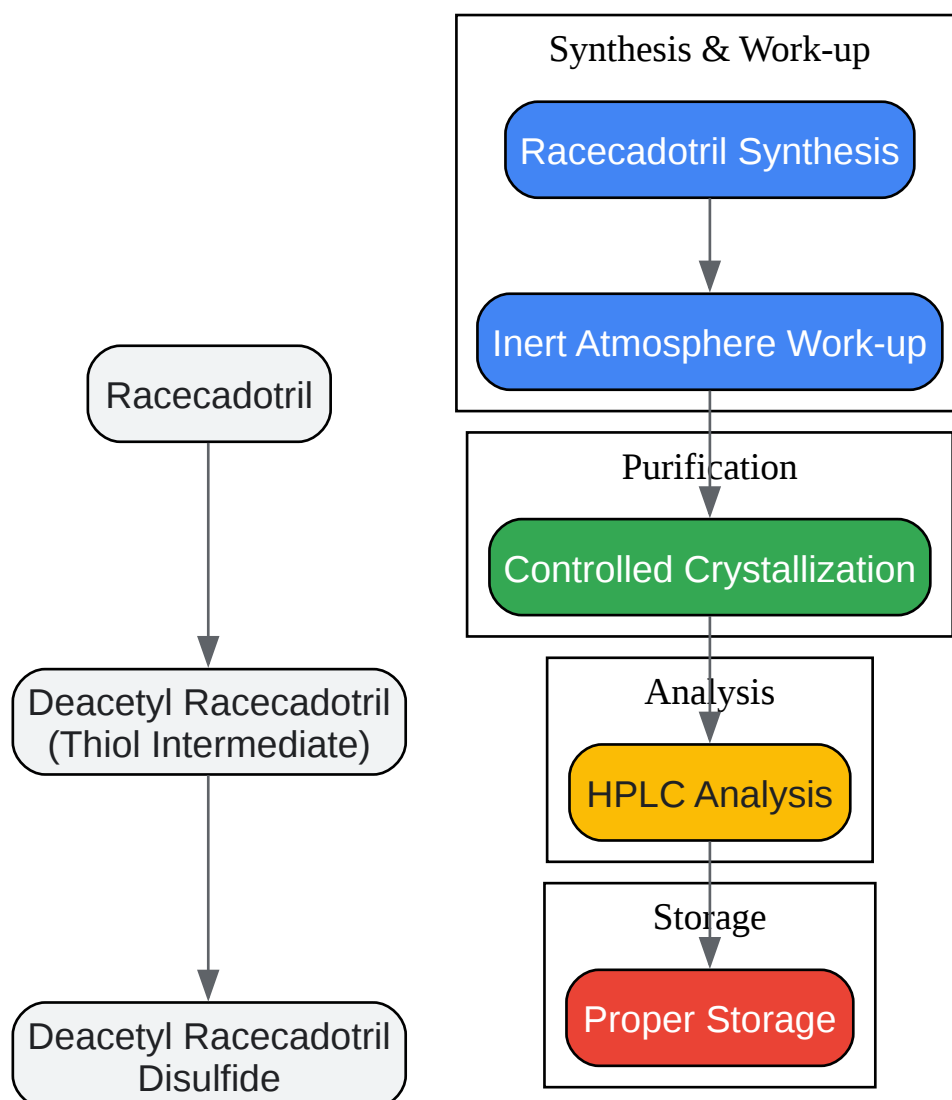 Synthesis & Work-up
Racecadotril Synthesis
Inert Atmosphere Work-up
Racecadotril
Purification
Controlled Crystallization
Deacetyl Racecadotril
(Thiol Intermediate)
Analysis
HPLC Analysis
Storage
Proper Storage
Deacetyl Racecadotril
Disulfide